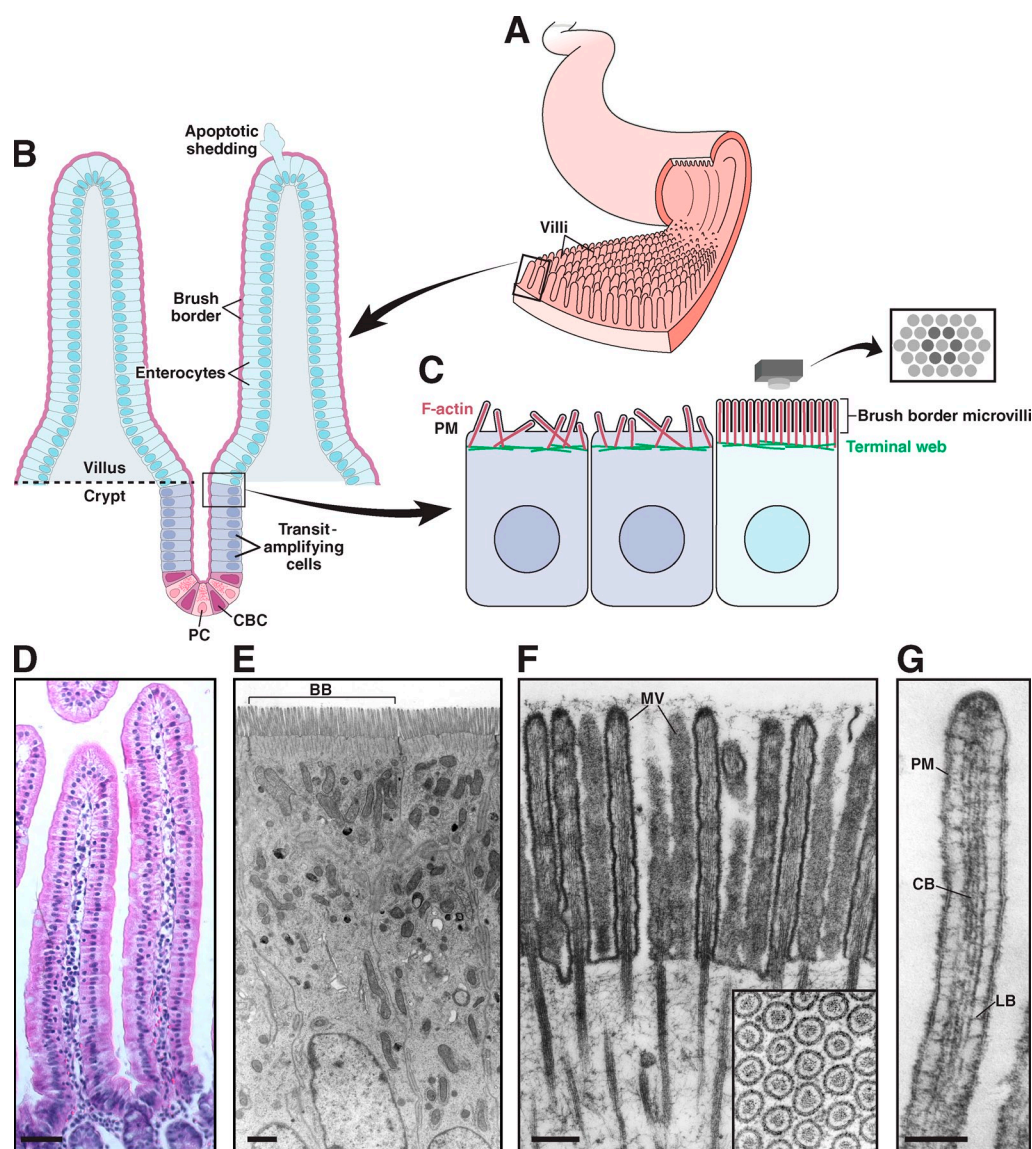 A
B
Apoptotic
shedding
Villi
Brush
border
Enterocytes
Villus
Crypt
Transit-
amplifying
cells
CBC
PC
C
F-actin
PM
Brush border microvilli
Terminal web
D
E
BB
F
MV
G
PM
CB
LB